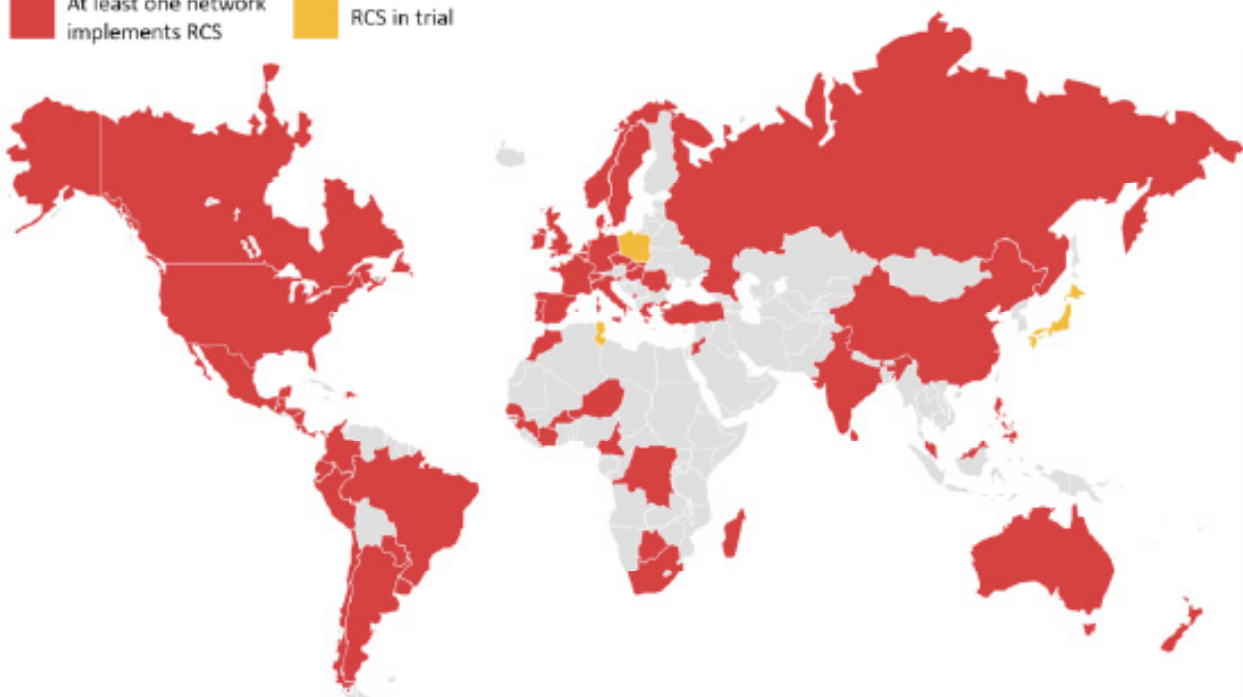 At least one network
implements RCS
RCS in trial